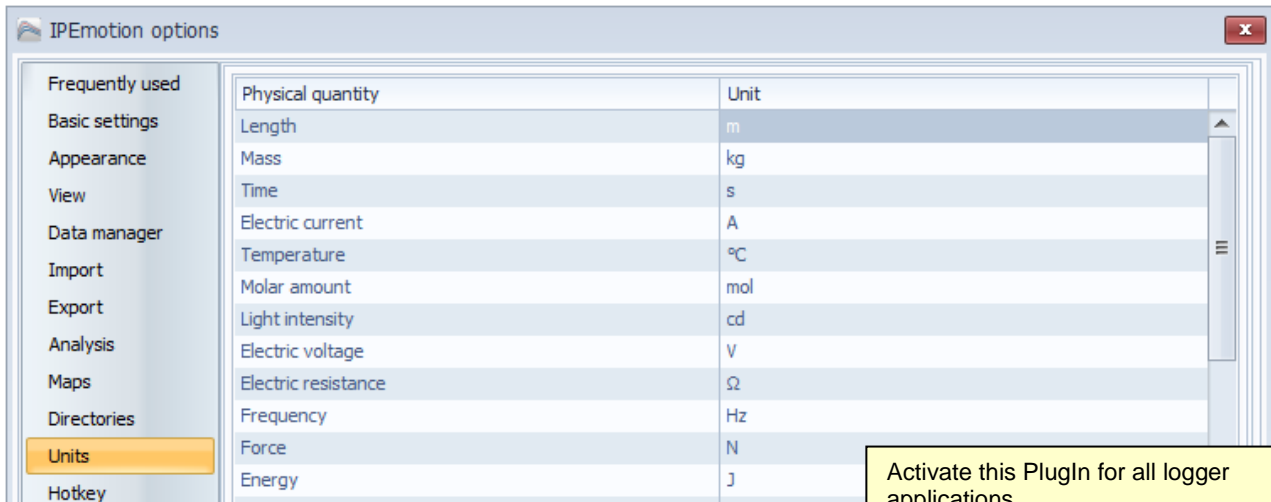 IPEmotion options
Frequently used
Basic settings
Appearance
View
Data manager
Import
Export
Analysis
Maps
Directories
Units
Hotkey
Physical quantity Unit
Length m
Mass kg
Time s
Electric current A
Temperature °C
Molar amount mol
Light intensity cd
Electric voltage V
Electric resistance Ω
Frequency Hz
Force N
Energy J
Activate this PlugIn for all logger
applications